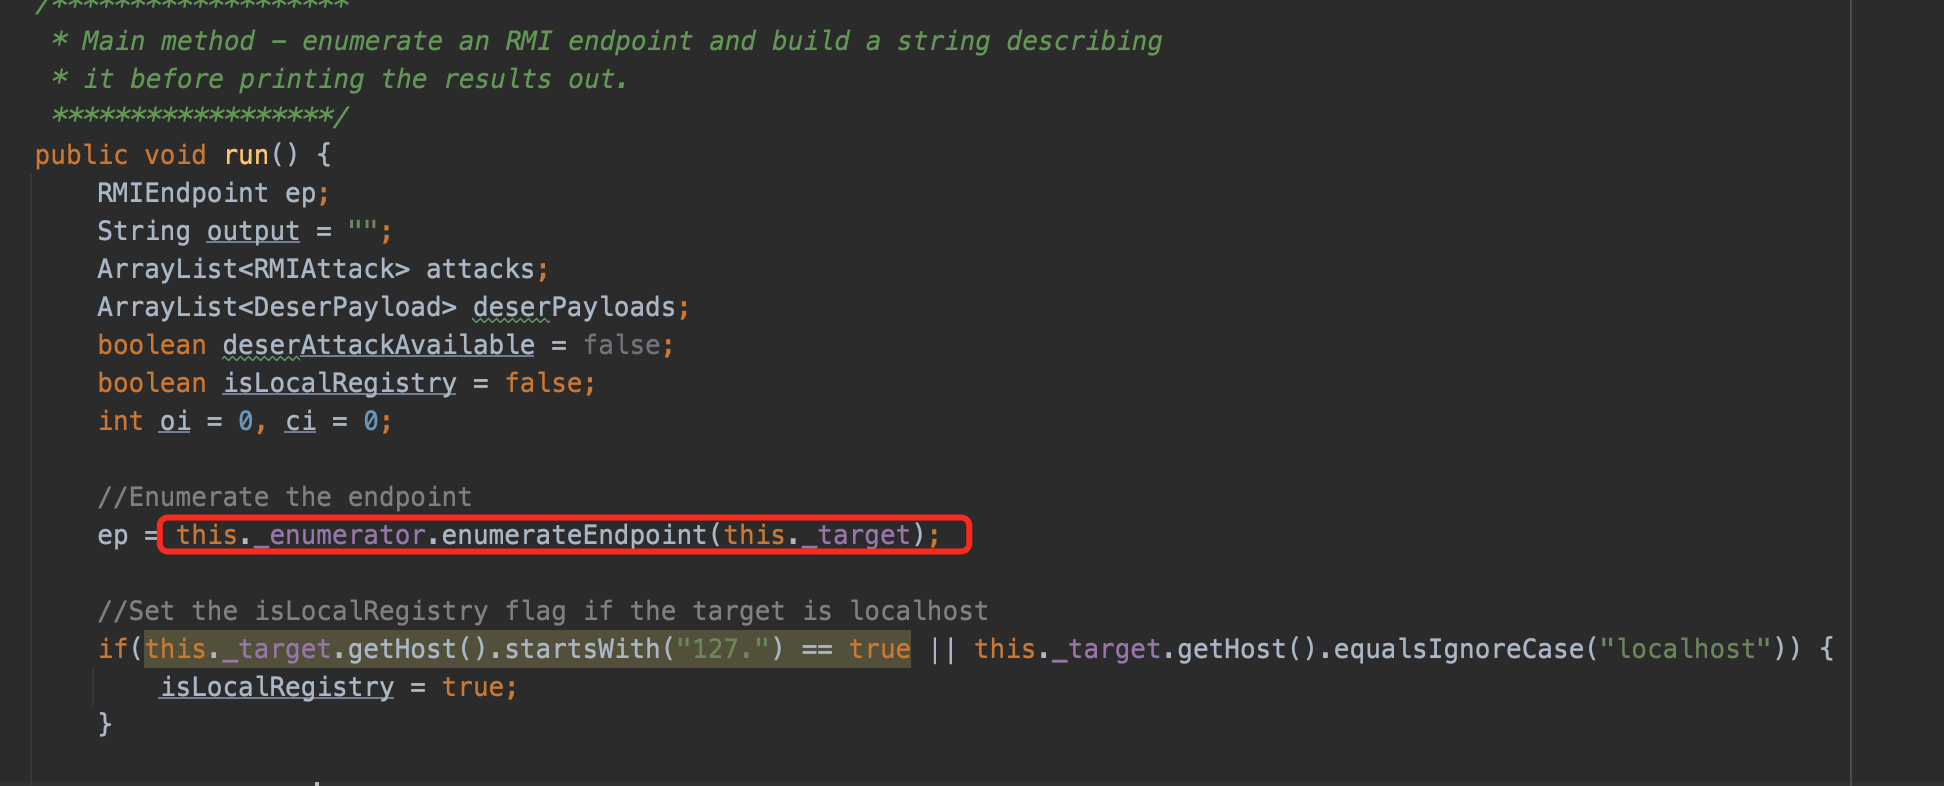 /*******************
* Main method – enumerate an RMI endpoint and build a string describing
* it before printing the results out.
******************/
public void run() {
RMIEndpoint ep;
String output = "";
ArrayList<RMIAttack> attacks;
ArrayList<DeserPayload> deserPayloads;
boolean deserAttackAvailable = false;
boolean isLocalRegistry = false;
int oi = 0, ci = 0;
//Enumerate the endpoint
ep = this._enumerator.enumerateEndpoint(this._target);
//Set the isLocalRegistry flag if the target is localhost
if(this._target.getHost().startsWith("127.") == true || this._target.getHost().equalsIgnoreCase("localhost")) {
isLocalRegistry = true;
}